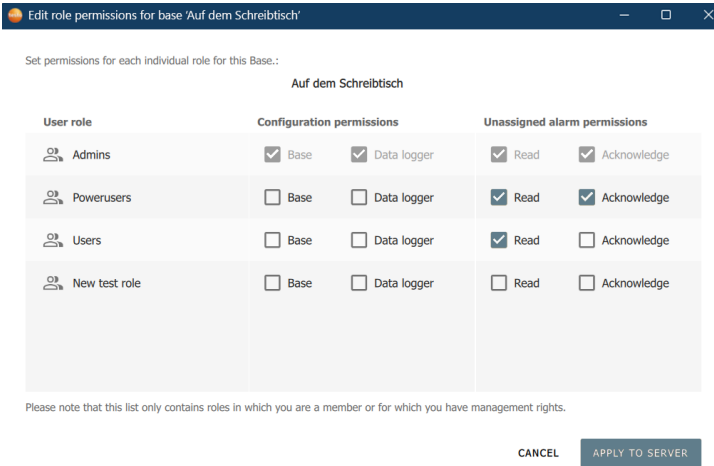 Edit role permissions for base 'Auf dem Schreibtisch'
Set permissions for each individual role for this Base.:
Auf dem Schreibtisch
User role Configuration permissions Unassigned alarm permissions
Admins Base Data logger Read Acknowledge
Powerusers Base Data logger Read Acknowledge
Users Base Data logger Read Acknowledge
New test role Base Data logger Read Acknowledge
Please note that this list only contains roles in which you are a member or for which you have management rights.
CANCEL APPLY TO SERVER